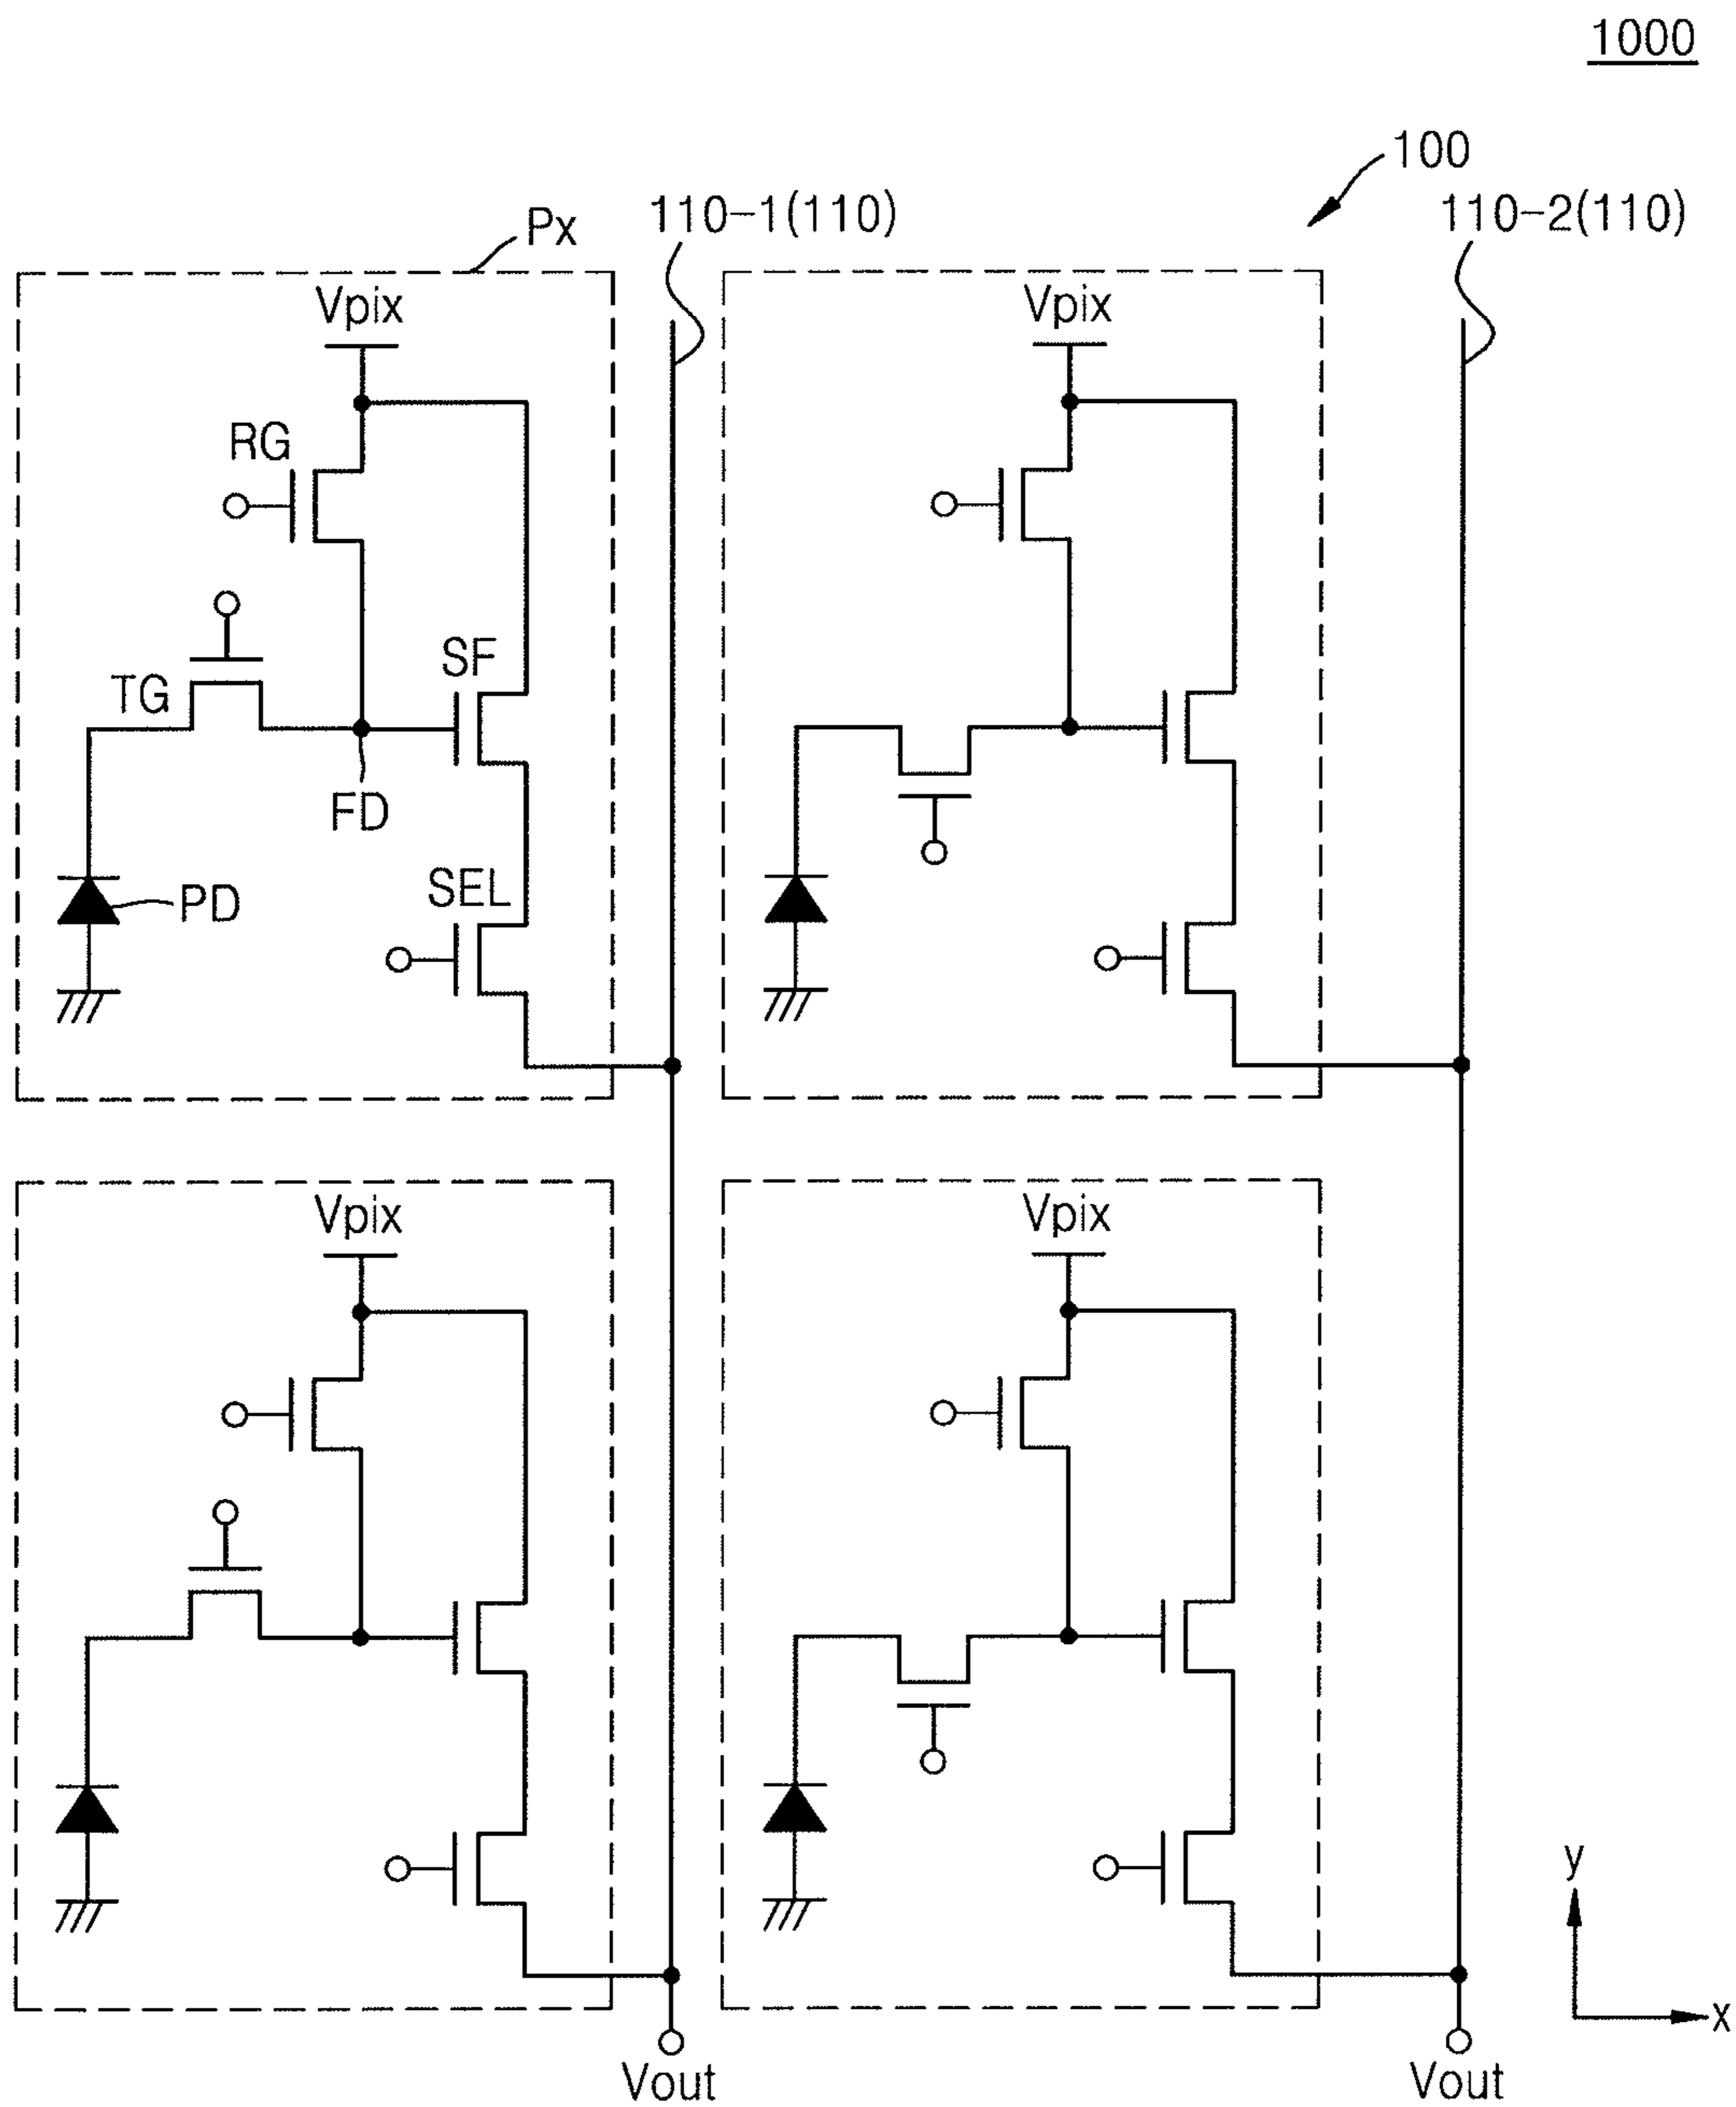 1000
100
Px
110-1(110)
110-2(110)
Vpix
Vpix
RG
SF
TG
FD
SEL
PD
Vpix
Vpix
y
x
Vout
Vout